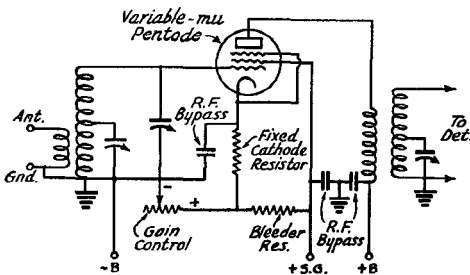 Variable-mu
Pentode
Ant.
Gnd.
R.F.
Bypass
Fixed
Cathode
Resistor
To
Det.
-
+
Gain
Control
Bleeder
Res.
R.F.
Bypass
-B
+S.G.
+B